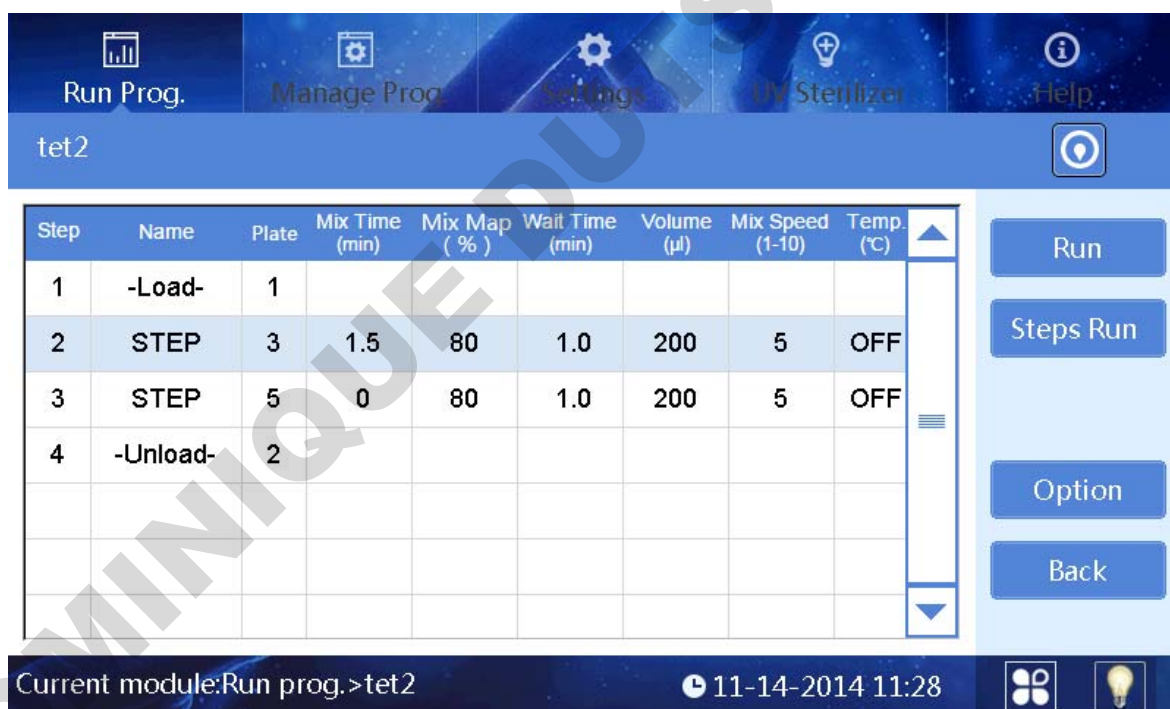 Run Prog. Manage Prog. Settings UV Sterilizer Help
tet2
Step Name Plate Mix Time (min) Mix Map ( % ) Wait Time (min) Volume (µl) Mix Speed (1-10) Temp. (℃)
1 -Load- 1
2 STEP 3 1.5 80 1.0 200 5 OFF
3 STEP 5 0 80 1.0 200 5 OFF
4 -Unload- 2
Run
Steps Run
Option
Back
Current module:Run prog.>tet2 11-14-2014 11:28